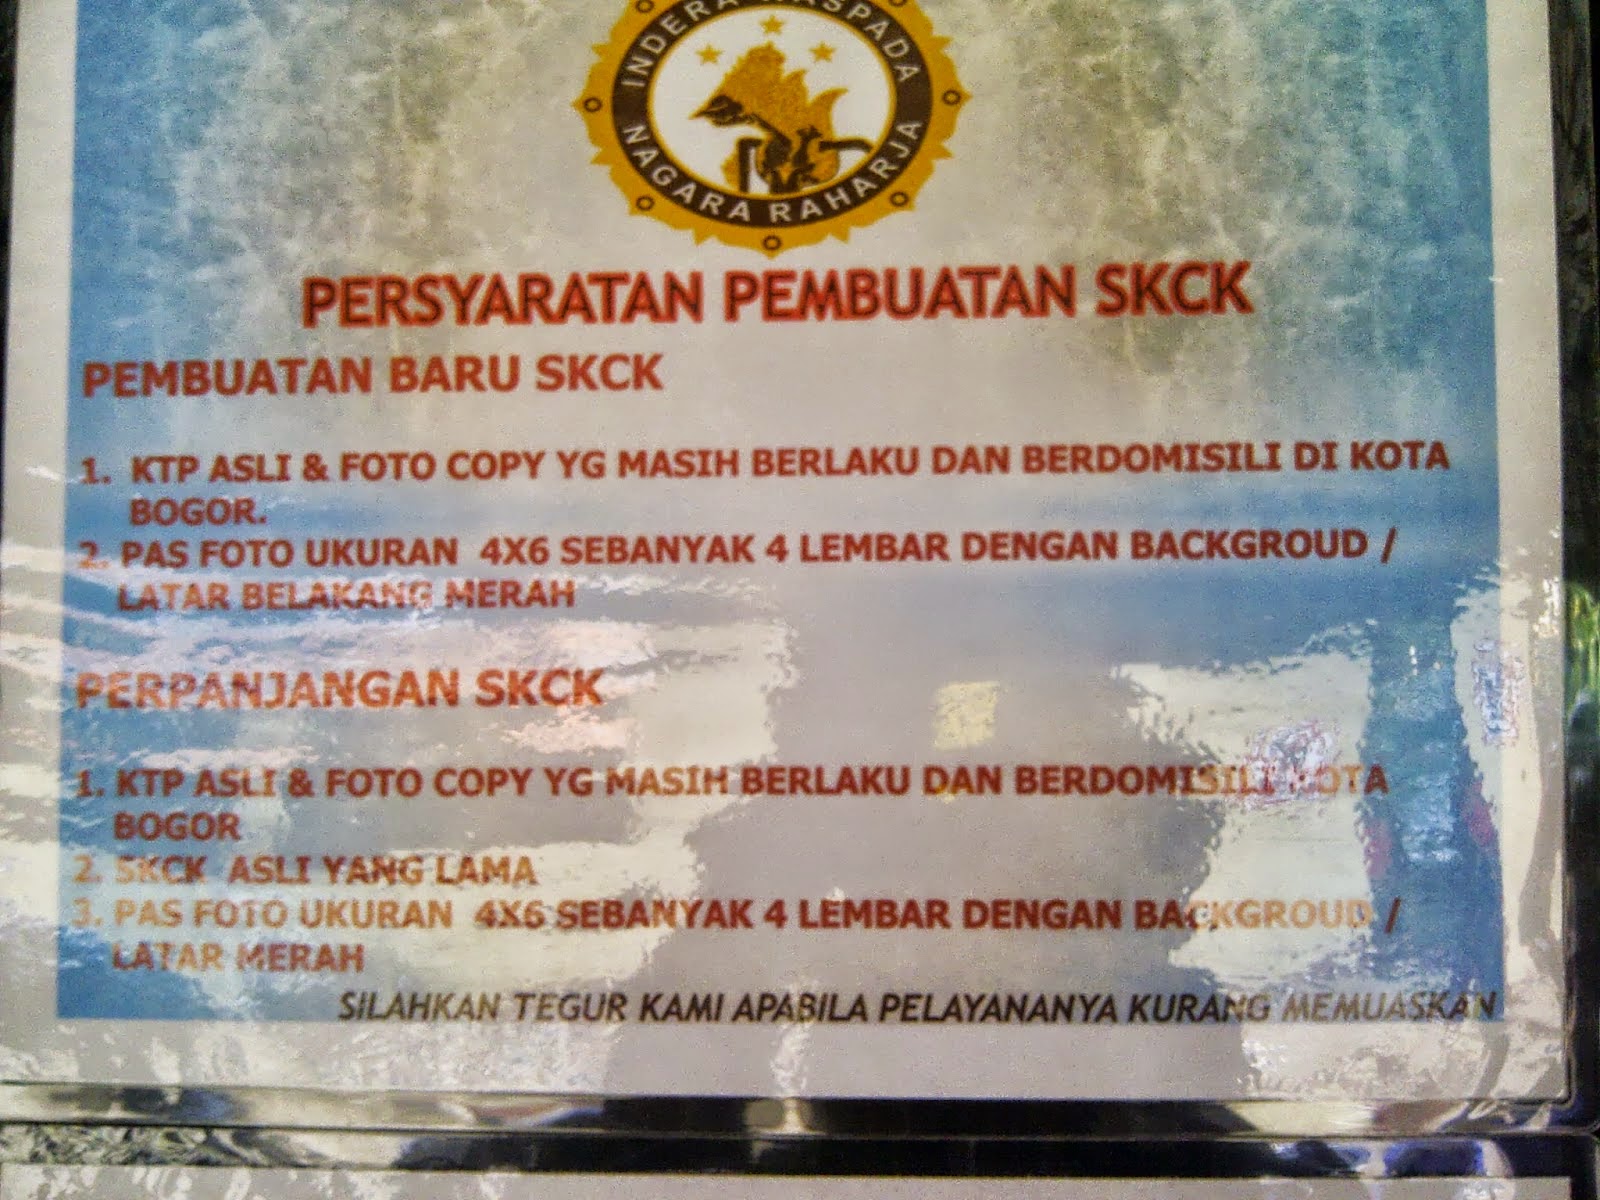 INDERA WASPADA
NAGARA RAHARJA
PERSYARATAN PEMBUATAN SKCK
PEMBUATAN BARU SKCK
1. KTP ASLI & FOTO COPY YG MASIH BERLAKU DAN BERDOMISILI DI KOTA
BOGOR.
2. PAS FOTO UKURAN 4X6 SEBANYAK 4 LEMBAR DENGAN BACKGROUD /
LATAR BELAKANG MERAH
PERPANJANGAN SKCK
1. KTP ASLI & FOTO COPY YG MASIH BERLAKU DAN BERDOMISILI KOTA
BOGOR
2. SKCK ASLI YANG LAMA
3. PAS FOTO UKURAN 4X6 SEBANYAK 4 LEMBAR DENGAN BACKGROUD /
LATAR MERAH
SILAHKAN TEGUR KAMI APABILA PELAYANANYA KURANG MEMUASKAN